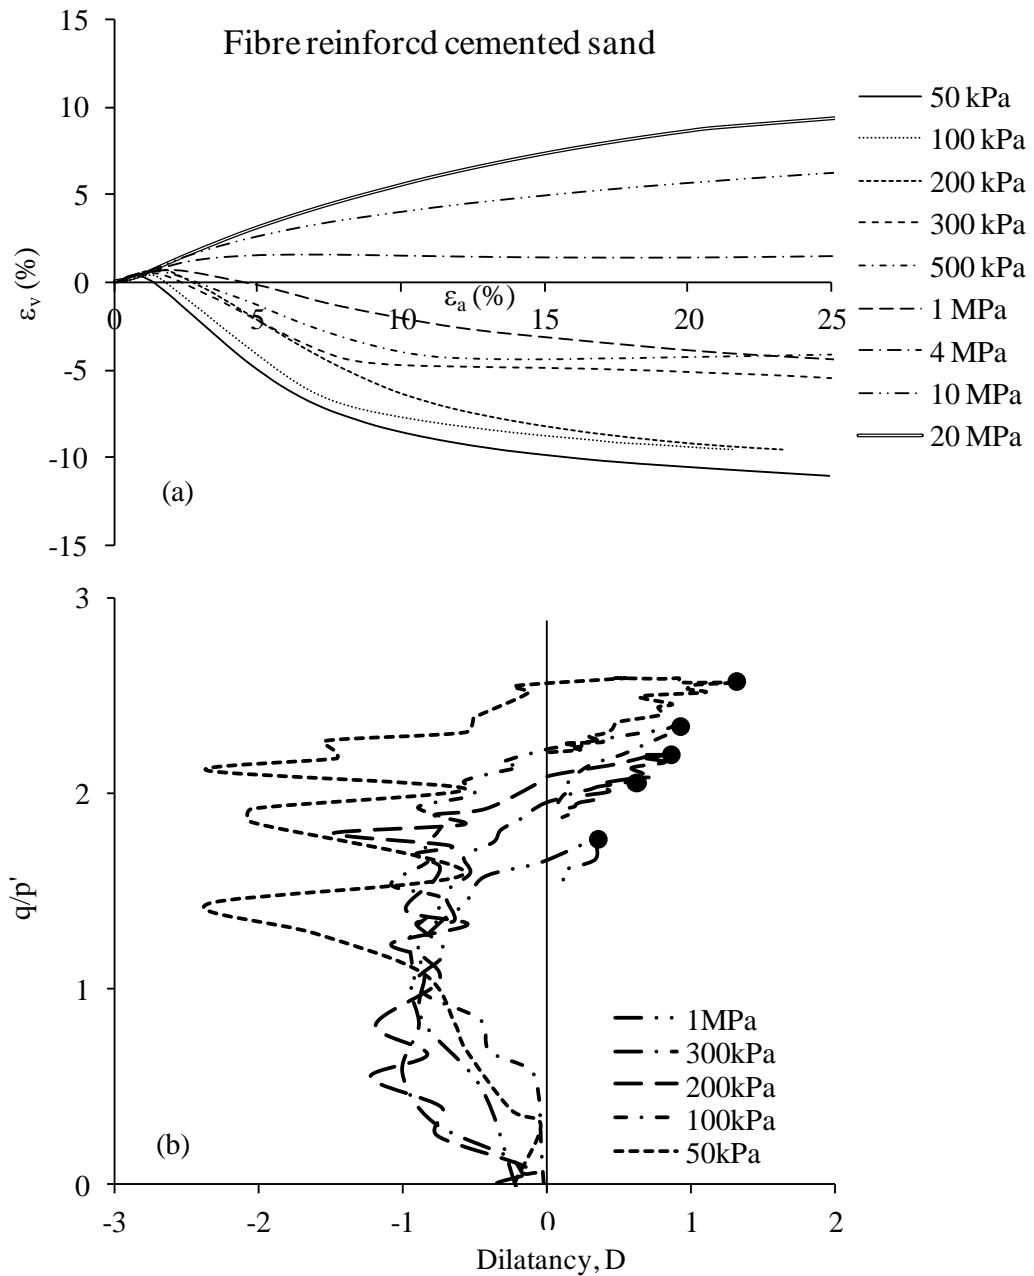 15
Fibre reinforcd cemented sand
10
5
0
-5
-10
-15
εv (%)
εa (%)
0 5 10 15 20 25
50 kPa
100 kPa
200 kPa
300 kPa
500 kPa
1 MPa
4 MPa
10 MPa
20 MPa
(a)
3
2
1
0
q/p'
1MPa
300kPa
200kPa
100kPa
50kPa
(b)
-3 -2 -1 0 1 2
Dilatancy, D